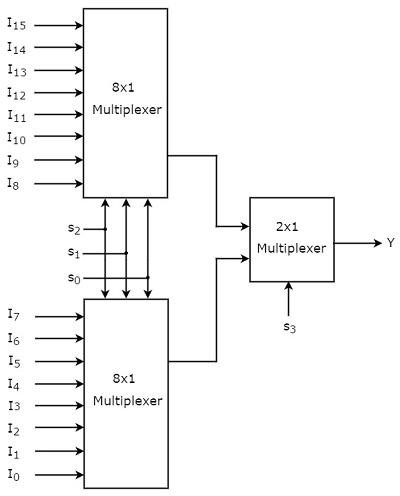 I₁₅
I₁₄
I₁₃
I₁₂
I₁₁
I₁₀
I₉
I₈
8x1
Multiplexer
s₂
s₁
s₀
2x1
Multiplexer
Y
s₃
I₇
I₆
I₅
I₄
I₃
I₂
I₁
I₀
8x1
Multiplexer